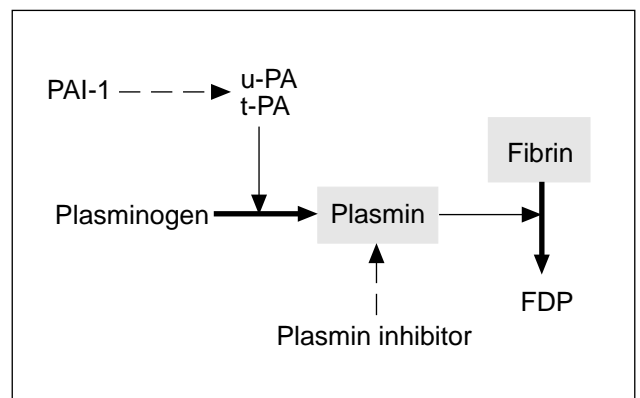 u-PA
PAI-1
t-PA
Fibrin
Plasminogen
Plasmin
FDP
Plasmin inhibitor